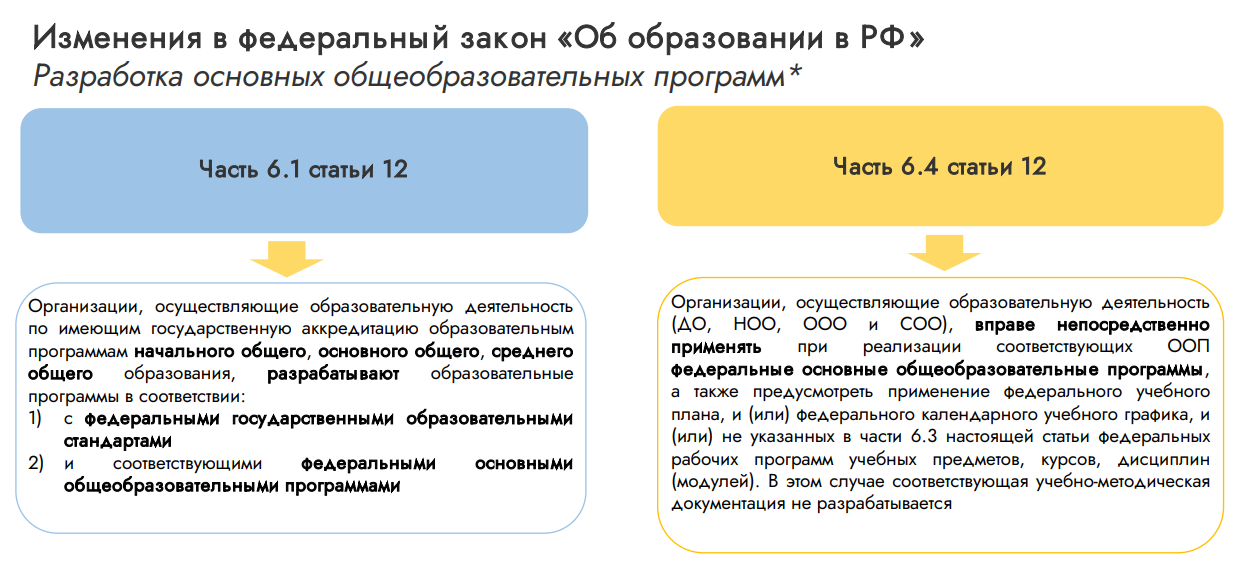 Изменения в федеральный закон «Об образовании в РФ»
Разработка основных общеобразовательных программ*
Часть 6.1 статьи 12
Организации, осуществляющие образовательную деятельность
по имеющим государственную аккредитацию образовательным
программам начального общего, основного общего, среднего
общего образования, разрабатывают образовательные
программы в соответствии:
1) с федеральными государственными образовательными
стандартами
2) и соответствующими федеральными основными
общеобразовательными программами
Часть 6.4 статьи 12
Организации, осуществляющие образовательную деятельность
(ДО, НОО, ООО и СОО), вправе непосредственно
применять при реализации соответствующих ООП
федеральные основные общеобразовательные программы,
а также предусмотреть применение федерального учебного
плана, и (или) федерального календарного учебного графика, и
(или) не указанных в части 6.3 настоящей статьи федеральных
рабочих программ учебных предметов, курсов, дисциплин
(модулей). В этом случае соответствующая учебно-методическая
документация не разрабатывается